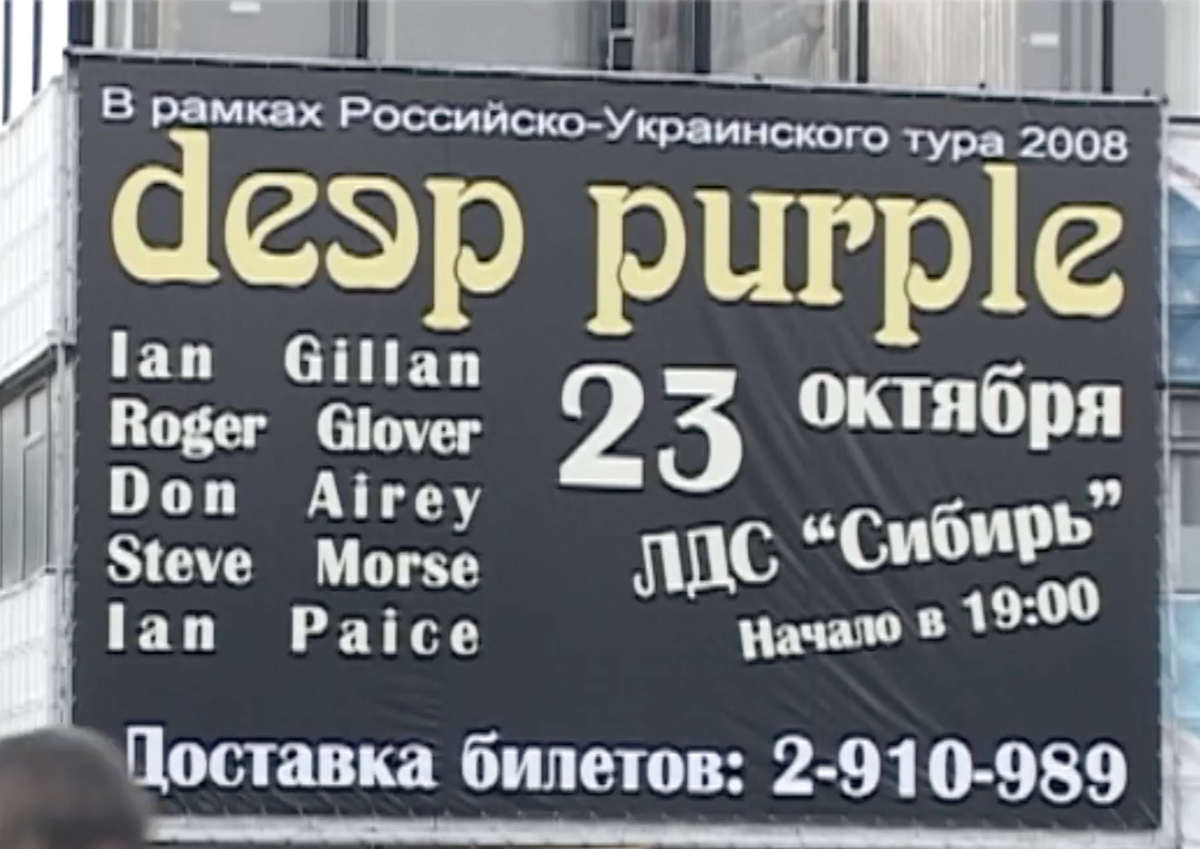 В рамках Российско-Украинского тура 2008
deep purple
Ian Gillan
Roger Glover
Don Airey
Steve Morse
Ian Paice
23 октября
ЛДС “Сибирь”
Начало в 19:00
Доставка билетов: 2-910-989